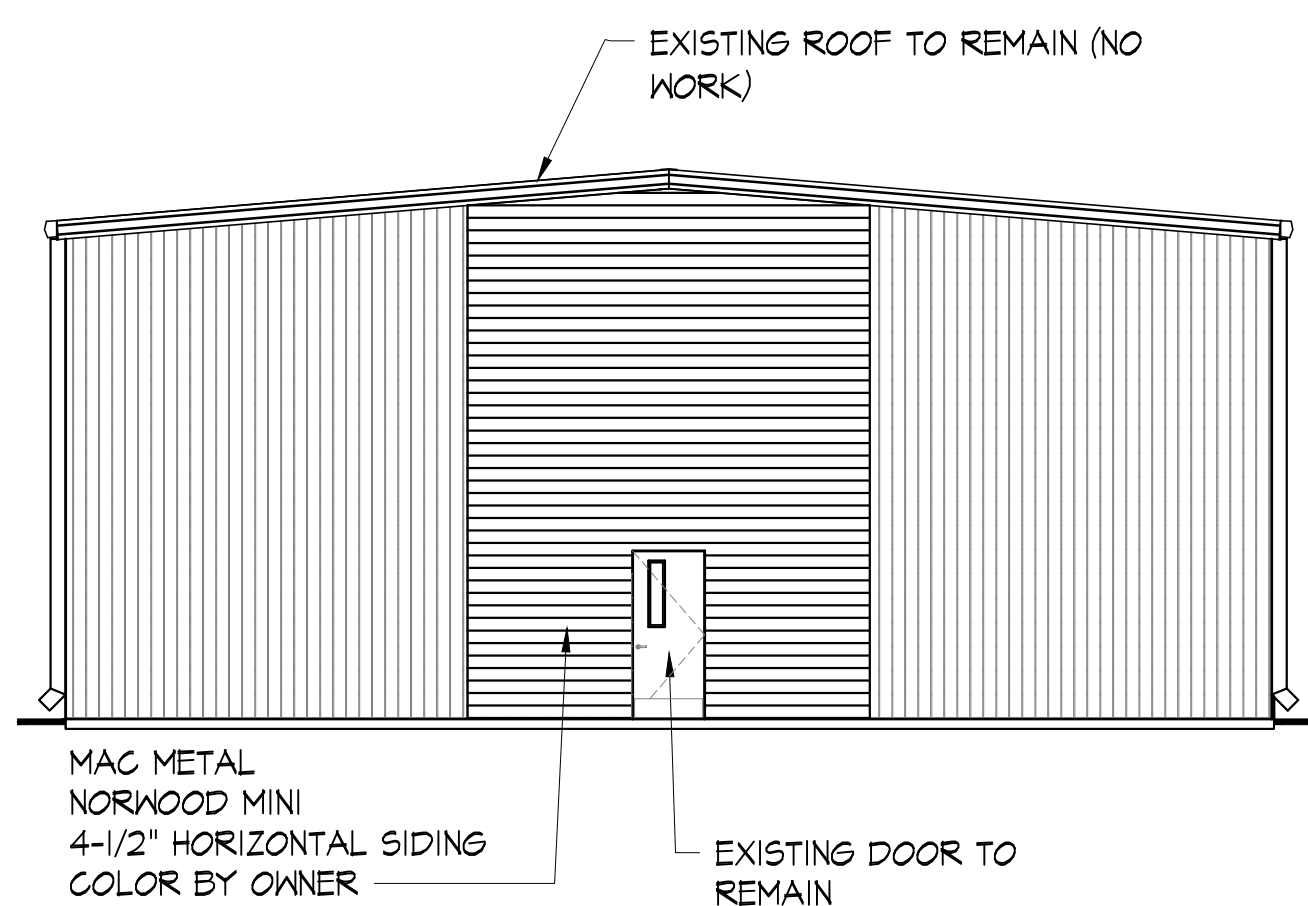 EXISTING ROOF TO REMAIN (NO
WORK)
MAC METAL
NORWOOD MINI
4-1/2" HORIZONTAL SIDING
COLOR BY OWNER
EXISTING DOOR TO
REMAIN